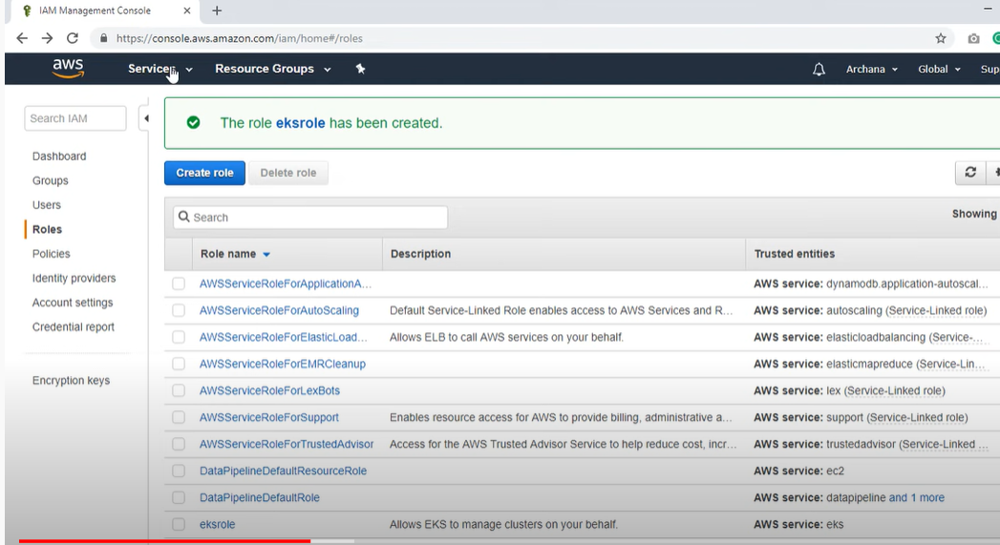 IAM Management Console
https://console.aws.amazon.com/iam/home#/roles
aws Services Resource Groups Archana Global
Search IAM
The role eksrole has been created.
Dashboard
Groups
Users
Roles
Policies
Identity providers
Account settings
Credential report
Encryption keys
Create role Delete role
Search
Showing
Role name Description Trusted entities
AWSServiceRoleForApplicationA... AWS service: dynamodb.application-autoscal...
AWSServiceRoleForAutoScaling Default Service-Linked Role enables access to AWS Services and R... AWS service: autoscaling (Service-Linked role)
AWSServiceRoleForElasticLoad... Allows ELB to call AWS services on your behalf. AWS service: elasticloadbalancing (Service-...
AWSServiceRoleForEMRCleanup AWS service: elasticmapreduce (Service-Lin...
AWSServiceRoleForLexBots AWS service: lex (Service-Linked role)
AWSServiceRoleForSupport Enables resource access for AWS to provide billing, administrative a... AWS service: support (Service-Linked role)
AWSServiceRoleForTrustedAdvisor Access for the AWS Trusted Advisor Service to help reduce cost, incr... AWS service: trustedadvisor (Service-Linked ...
DataPipelineDefaultResourceRole AWS service: ec2
DataPipelineDefaultRole AWS service: datapipeline and 1 more
eksrole Allows EKS to manage clusters on your behalf. AWS service: eks